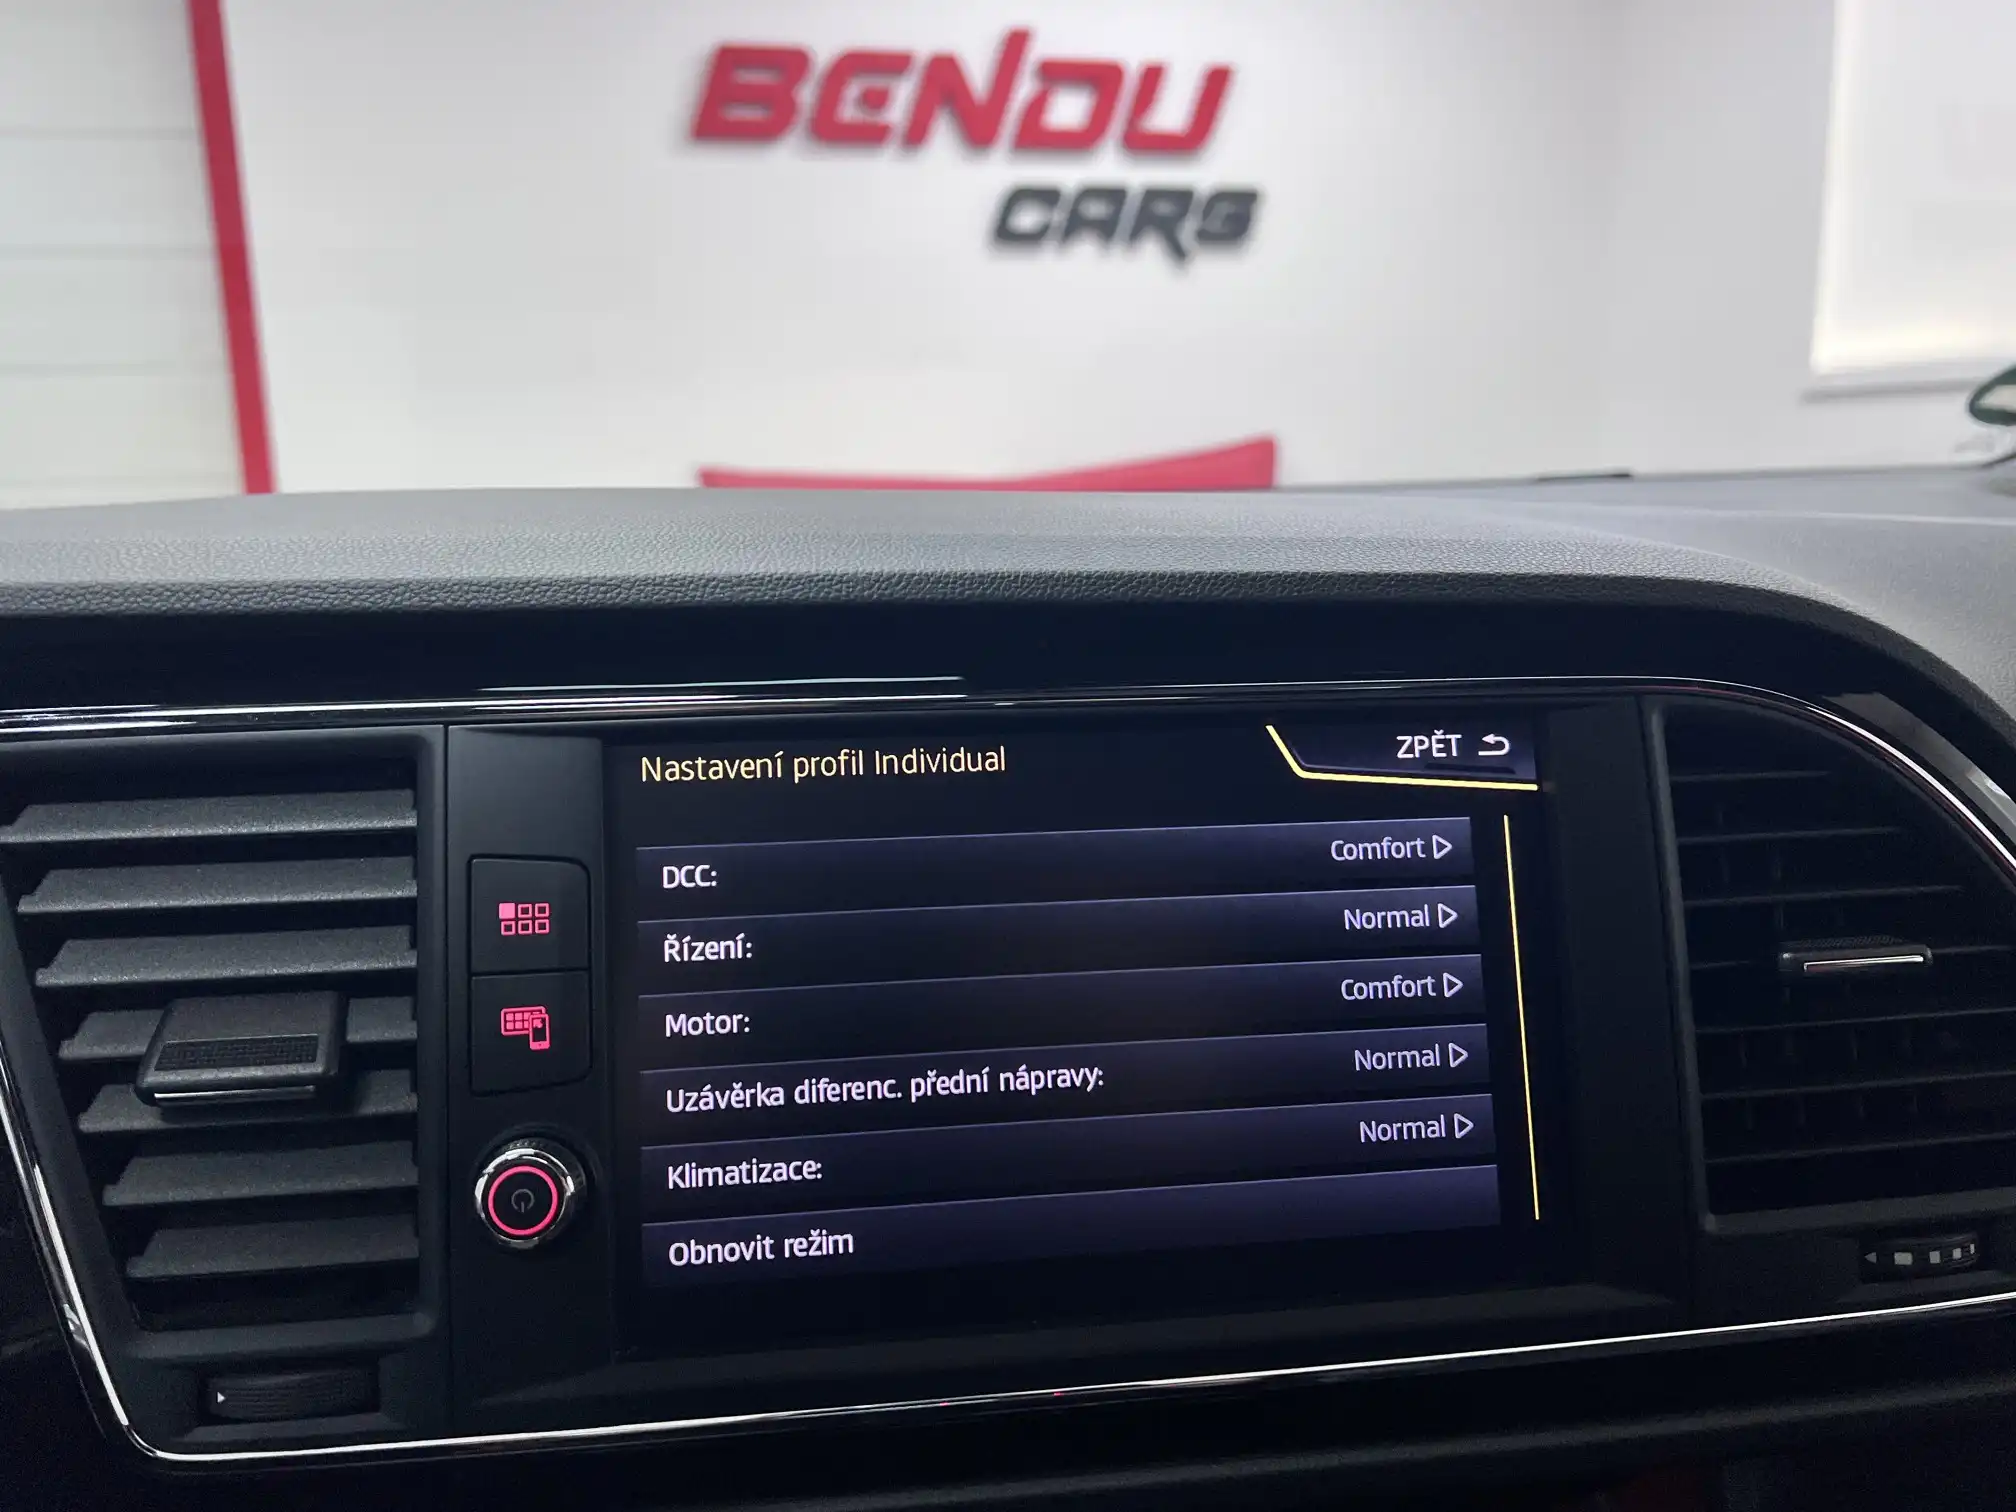 BENDU
CARS
Nastavení profil Individual
ZPĚT
DCC: Comfort
Řízení: Normal
Motor: Comfort
Uzávěrka diferenc. přední nápravy: Normal
Klimatizace: Normal
Obnovit režim